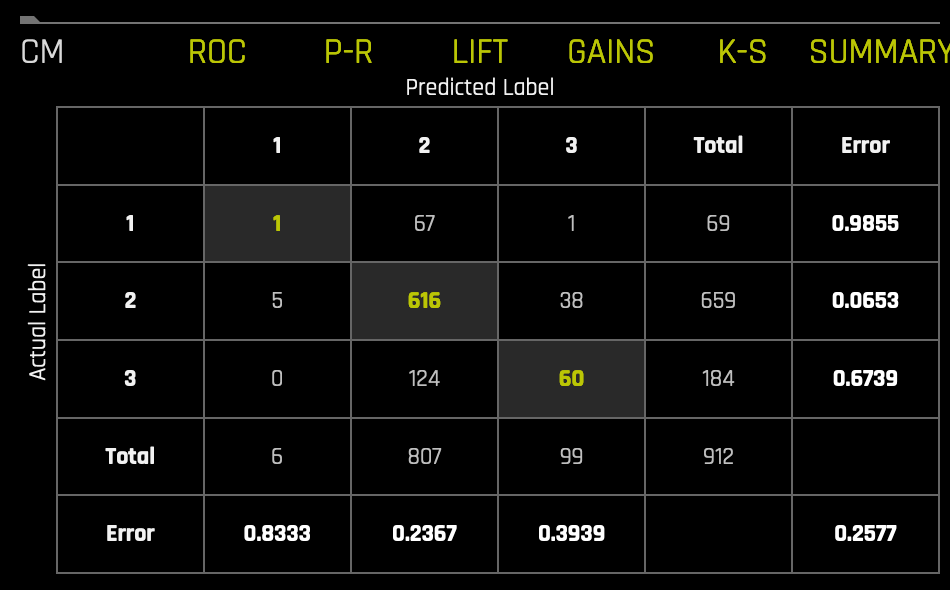 CM ROC P-R LIFT GAINS K-S SUMMARY
Predicted Label
1 2 3 Total Error
Actual Label
1 1 67 1 69 0.9855
2 5 616 38 659 0.0653
3 0 124 60 184 0.6739
Total 6 807 99 912
Error 0.8333 0.2367 0.3939 0.2577